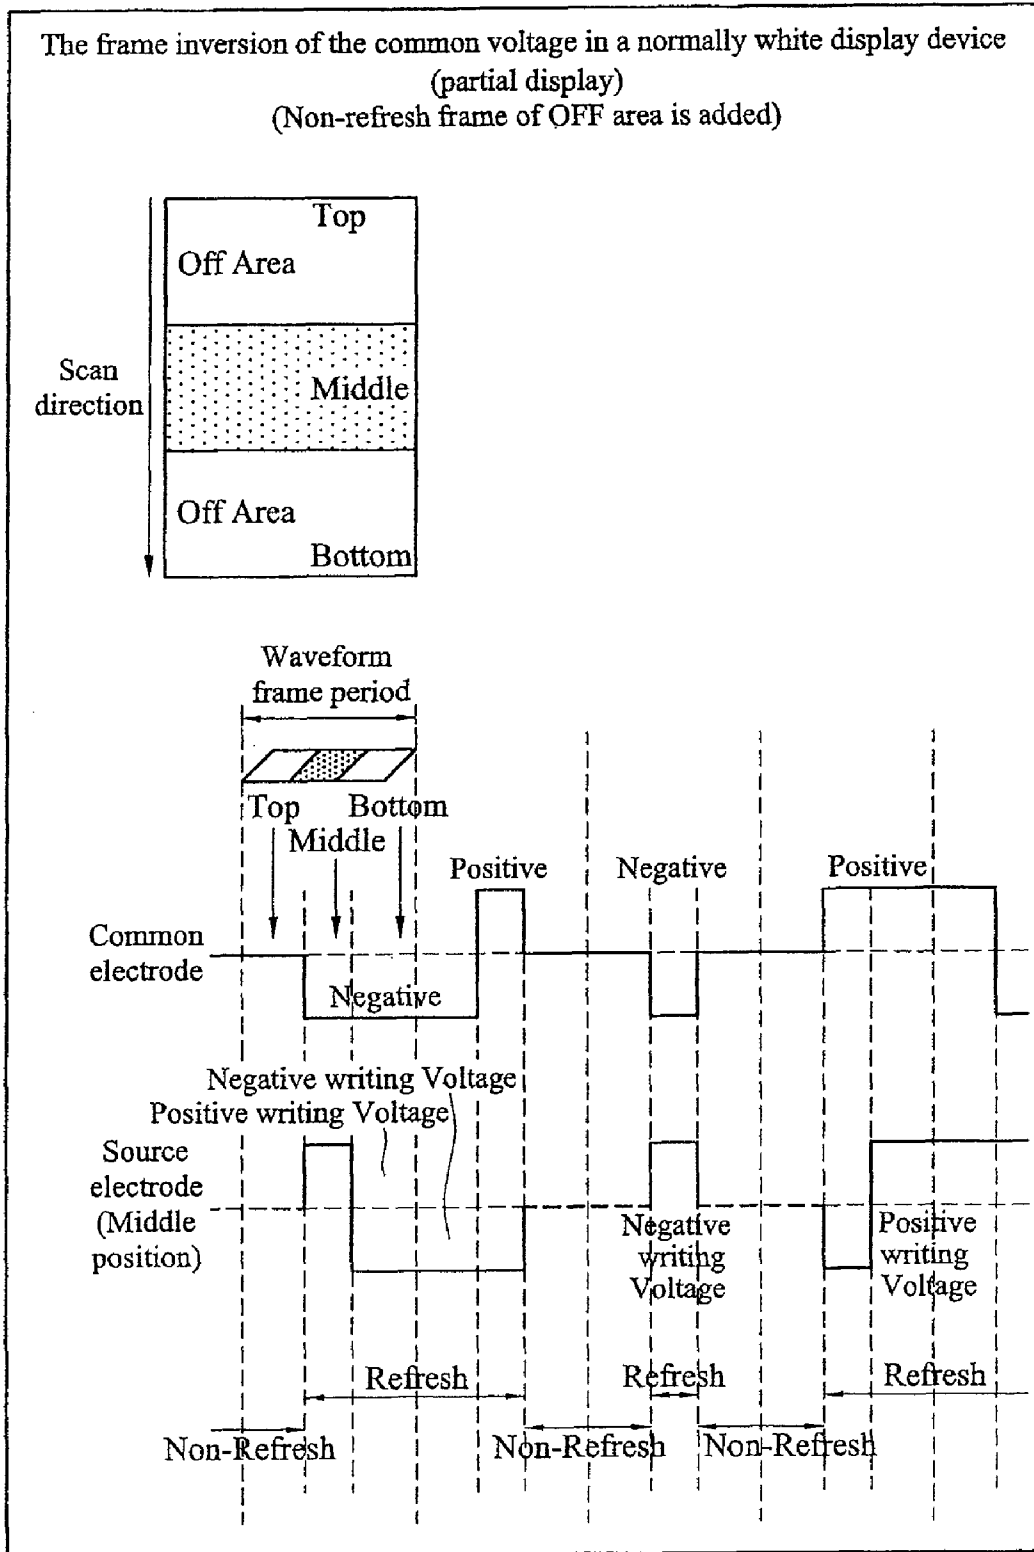 The frame inversion of the common voltage in a normally white display device
(partial display)
(Non-refresh frame of OFF area is added)
Top
Off Area
Scan
direction
Middle
Off Area
Bottom
Waveform
frame period
Top Bottom
Middle
Positive Negative Positive
Common
electrode
Negative
Negative writing Voltage
Positive writing Voltage
Source
electrode
(Middle
position)
Negative
writing
Voltage
Positive
writing
Voltage
Refresh Refresh Refresh
Non-Refresh Non-Refresh Non-Refresh